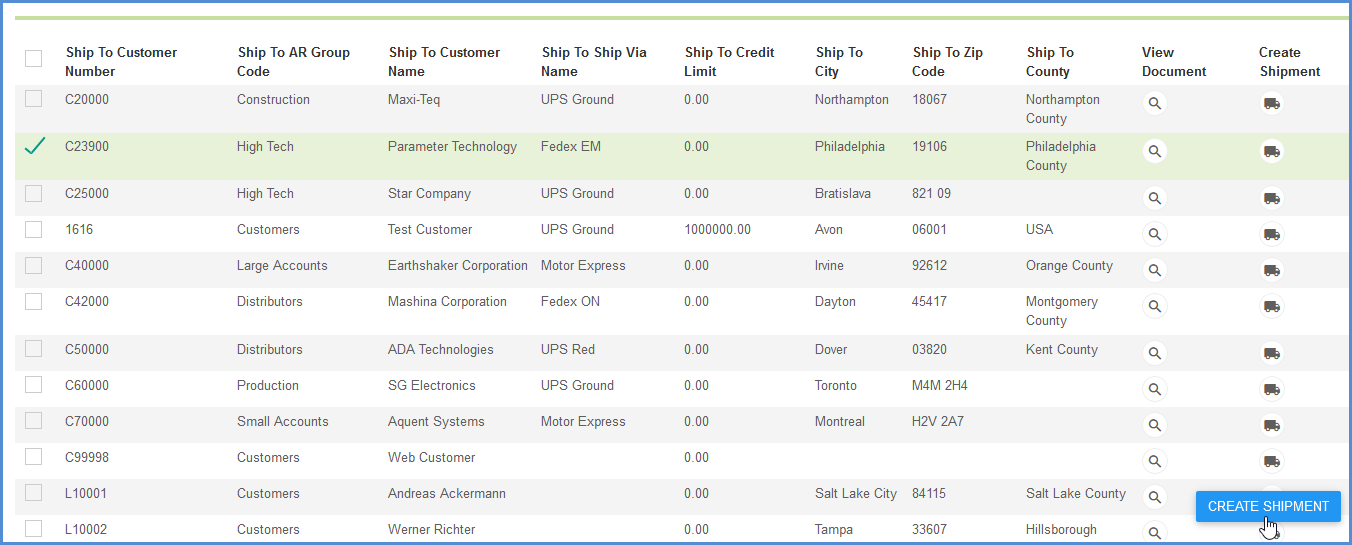 Ship To Customer Number Ship To AR Group Code Ship To Customer Name Ship To Ship Via Name Ship To Credit Limit Ship To City Ship To Zip Code Ship To County View Document Create Shipment
C20000 Construction Maxi-Teq UPS Ground 0.00 Northampton 18067 Northampton County
C23900 High Tech Parameter Technology Fedex EM 0.00 Philadelphia 19106 Philadelphia County
C25000 High Tech Star Company UPS Ground 0.00 Bratislava 821 09
1616 Customers Test Customer UPS Ground 1000000.00 Avon 06001 USA
C40000 Large Accounts Earthshaker Corporation Motor Express 0.00 Irvine 92612 Orange County
C42000 Distributors Mashina Corporation Fedex ON 0.00 Dayton 45417 Montgomery County
C50000 Distributors ADA Technologies UPS Red 0.00 Dover 03820 Kent County
C60000 Production SG Electronics UPS Ground 0.00 Toronto M4M 2H4
C70000 Small Accounts Aquent Systems Motor Express 0.00 Montreal H2V 2A7
C99998 Customers Web Customer 0.00
L10001 Customers Andreas Ackermann 0.00 Salt Lake City 84115 Salt Lake County
CREATE SHIPMENT
L10002 Customers Werner Richter 0.00 Tampa 33607 Hillsborough